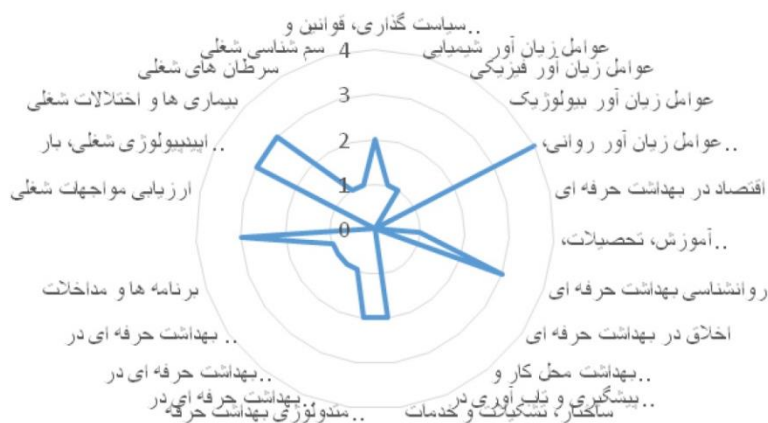 سیاست گذاری، قوانین و..
عوامل زیان آور شیمیایی
عوامل زیان آور فیزیکی
عوامل زیان آور بیولوژیک
عوامل زیان آور روانی،..
اقتصاد در بهداشت حرفه ای
آموزش، تحصیلات،..
روانشناسی بهداشت حرفه ای
اخلاق در بهداشت حرفه ای
بهداشت محل کار و..
پیشگیری و تاب آوری در..
ساختار، تشکیلات و خدمات
متدولوژی بهداشت حرفه..
بهداشت حرفه ای در..
بهداشت حرفه ای در..
بهداشت حرفه ای در ..
برنامه ها و مداخلات
ارزیابی مواجهات شغلی
اپیدپیولوژی شغلی، بار..
بیماری ها و اختلالات شغلی
سرطان های شغلی
سم شناسی شغلی
4
3
2
1
0